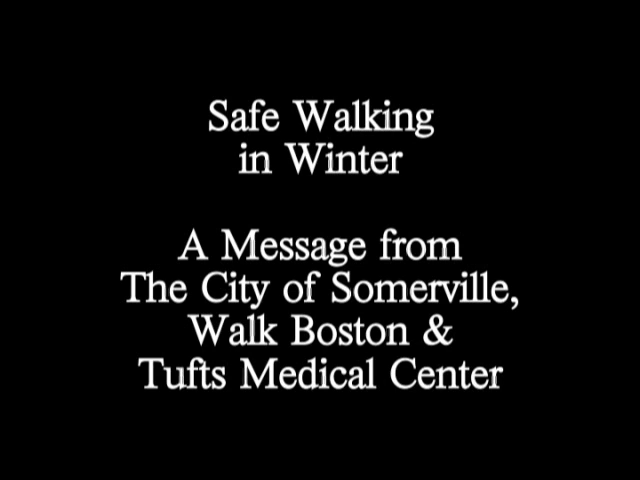 Safe Walking
in Winter
A Message from
The City of Somerville,
Walk Boston &
Tufts Medical Center